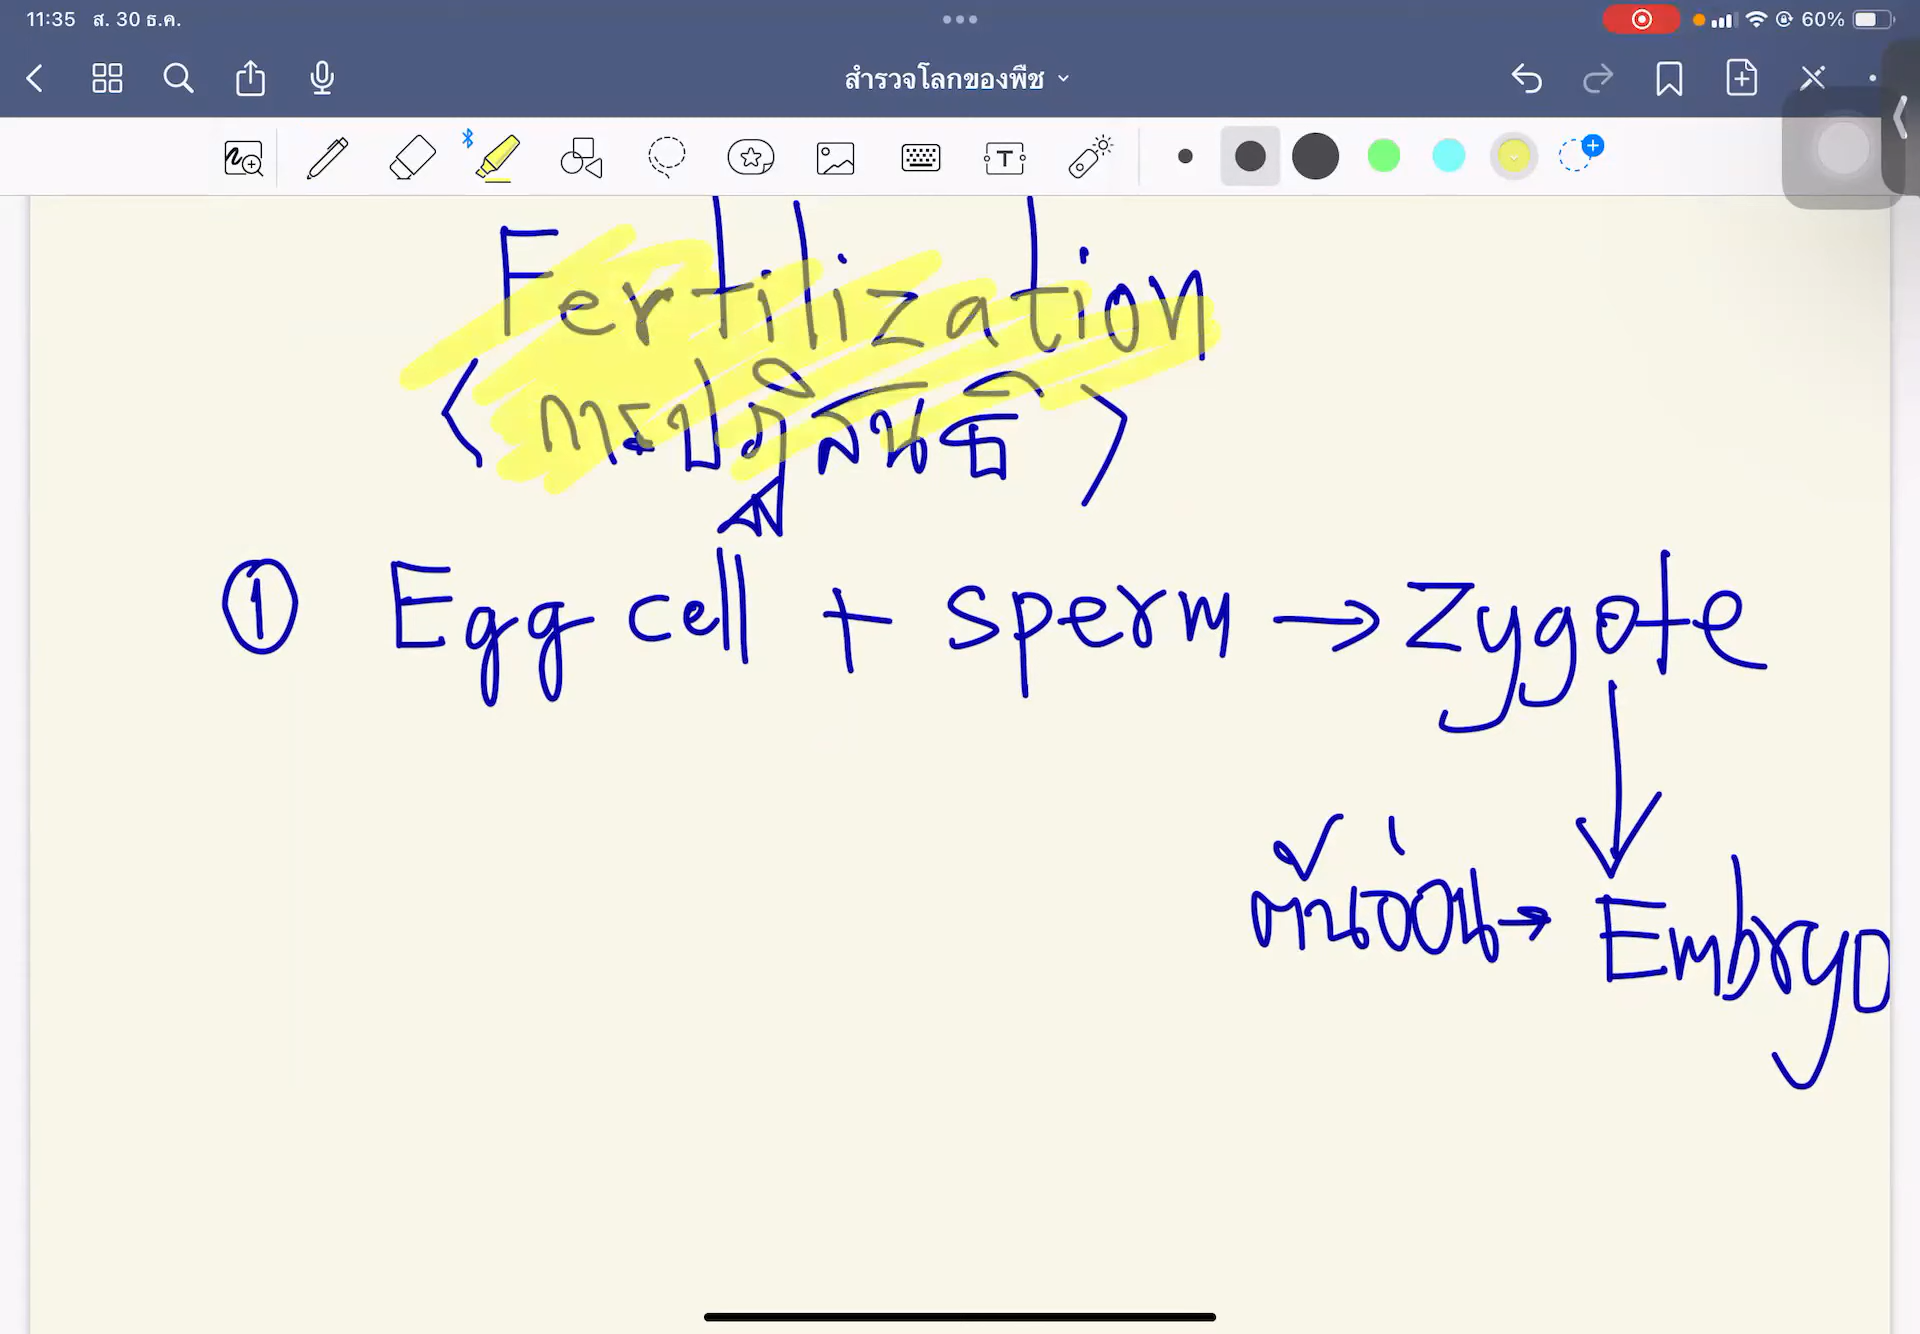 11:35 ส. 30 ธ.ค.
60%
สำรวจโลกของพืช
Fertilization
<การปฏิสนธิ>
① Egg cell + sperm → Zygote
ต้นอ่อน → Embryo